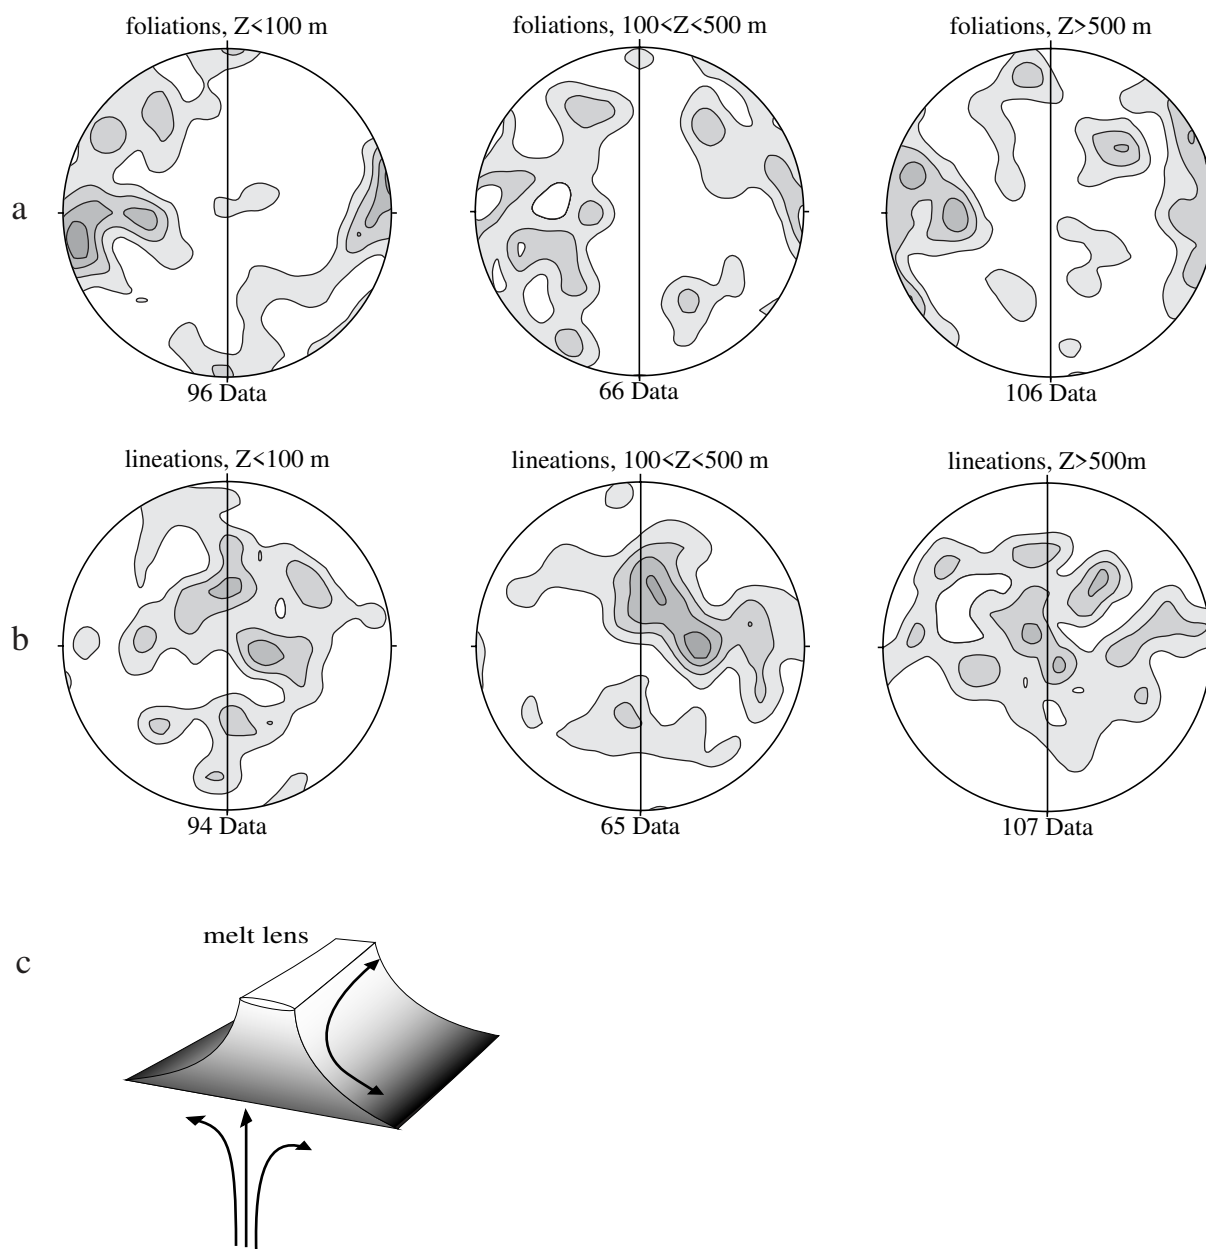 foliations, Z<100 m
foliations, 100<Z<500 m
foliations, Z>500 m
a
96 Data
66 Data
106 Data
lineations, Z<100 m
lineations, 100<Z<500 m
lineations, Z>500m
b
94 Data
65 Data
107 Data
c
melt lens